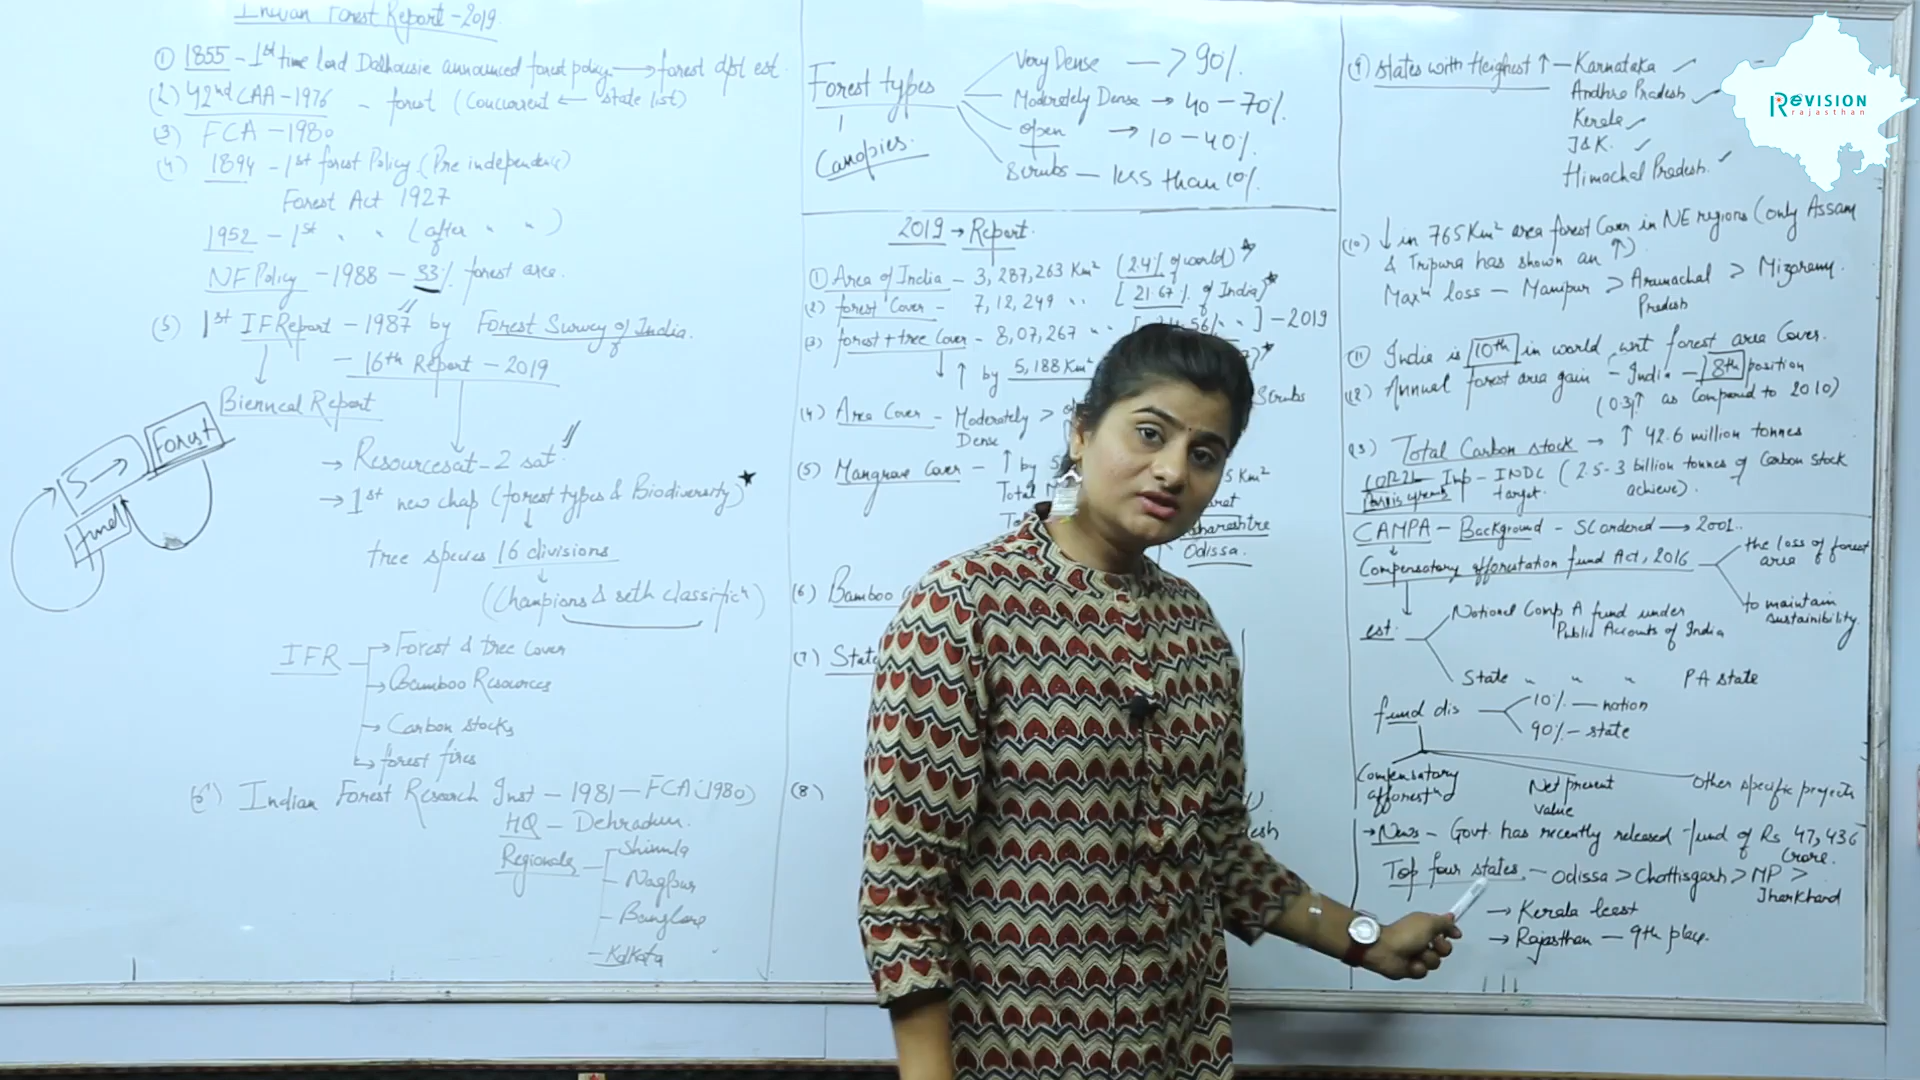 Indian Forest Report - 2019.
(1) 1855 - 1st time Lord Dalhousie announced forest policy → forest dpt est.
(2) 42nd CAA - 1976 - forest (Concurrent ← state list)
(3) FCA - 1980
(4) 1894 - 1st forest Policy (Pre independence)
Forest Act 1927
1952 - 1st " " (after " ")
NF Policy - 1988 - 33% forest area.
(5) 1st IFReport - 1987 by Forest Survey of India.
- 16th Report - 2019
Bienneal Report
S → Forest
→ Resourcesat - 2 sat.
→ 1st new chap (forest types & Biodiversity)
tree species 16 divisions
(Champions & seth classificn)
IFR
→ Forest & tree cover
→ Bamboo Resources
→ Carbon stocks
→ forest fires
Indian Forest Research Inst - 1981 - FCA (1980)
HQ - Dehradun.
Regionals
Shimla
- Nagpur
- Banglore
- Kolkata
Forest types
Canopies.
Very Dense - > 90%.
Moderately Dense → 40 - 70%.
open → 10 - 40%.
Scrubs - less than 10%.
2019 → Report.
(1) Area of India - 3,287,263 Km² (2.4% of world)
(2) forest Cover - 7,12,249 " [21.67% of India]
(3) forest + tree Cover - 8,07,267 " - 2019
↑ by 5,188 Km²
(4) Area Cover - Moderately Dense >
Scrubs
(5) Mangrove Cover - ↑ by
Km²
Total
Maharashtra
Odissa.
(6) Bamboo
(7) State
(8)
(9) States with Heighest ↑ - Karnataka
Andhra Pradesh
Kerala
J&K.
Himachal Pradesh.
(10) ↓ in 765 Km² area forest Cover in NE regions (only Assam
& Tripura has shown an ↑)
Maxm loss - Manipur > Arunachal Pradesh > Mizoram.
(11) India is 10th in world wrt forest area Cover.
(12) Annual forest area gain - India - 8th position
(0.3)↑ as Compared to 2010)
(13) Total Carbon stock → ↑ 42.6 million tonnes
COP21 Imp - INDC target. (2.5-3 billion tonnes of Carbon stock
achieve).
CAMPA - Background - SC ordered → 2001.
Compensatory afforestation fund Act, 2016
the loss of forest area
to maintain sustainibility.
est.
National Comp A fund under
Public Accounts of India
State " " " PA state
fund dis
10% - nation
90% - state
Compensatory
Net present value
Other specific projects
→ News - Govt. has recently released fund of Rs 47,436
Crore.
Top four states - Odissa > Chattisgarh > MP >
Jharkhand
→ Kerala least
→ Rajasthan - 9th place.
ReVISION
rajasthan